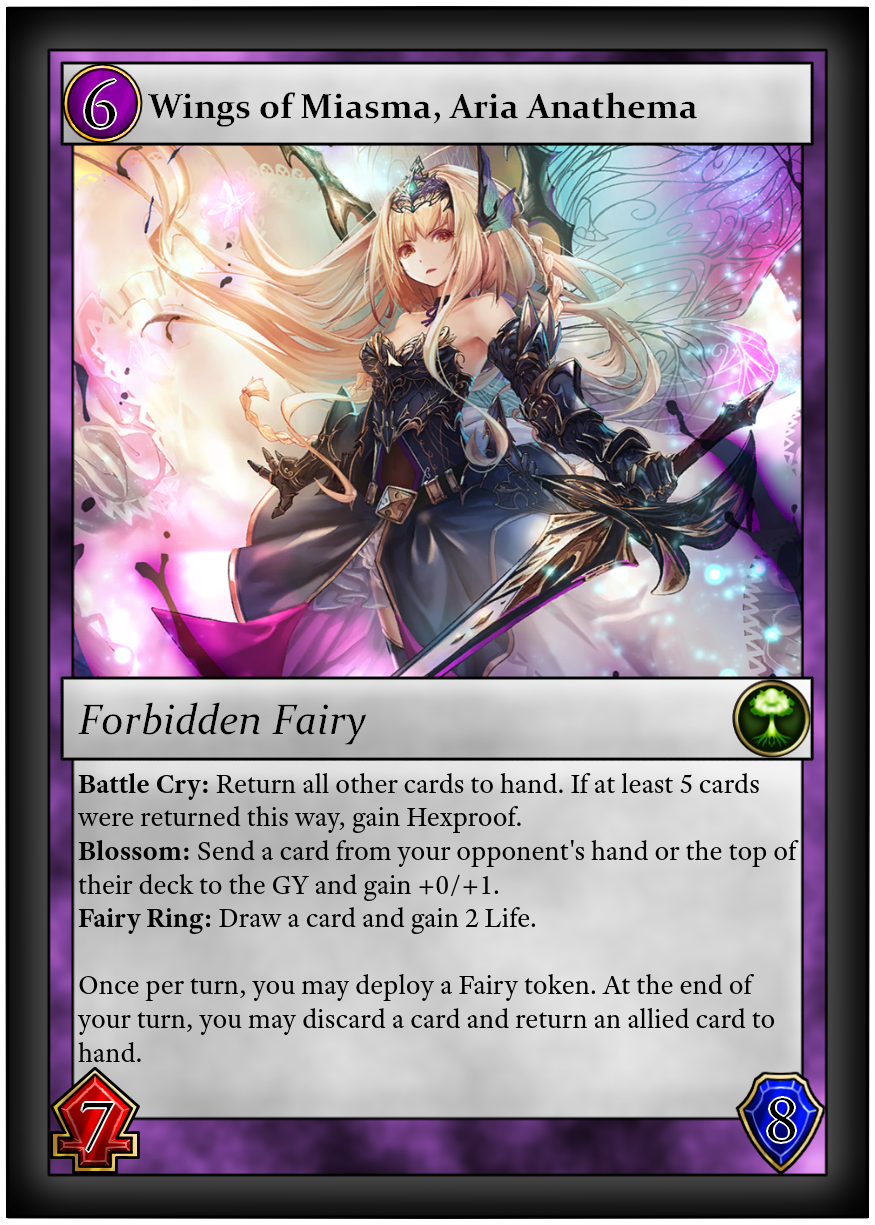 6 Wings of Miasma, Aria Anathema
Forbidden Fairy
Battle Cry: Return all other cards to hand. If at least 5 cards
were returned this way, gain Hexproof.
Blossom: Send a card from your opponent's hand or the top of
their deck to the GY and gain +0/+1.
Fairy Ring: Draw a card and gain 2 Life.
Once per turn, you may deploy a Fairy token. At the end of
your turn, you may discard a card and return an allied card to
hand.
7 8